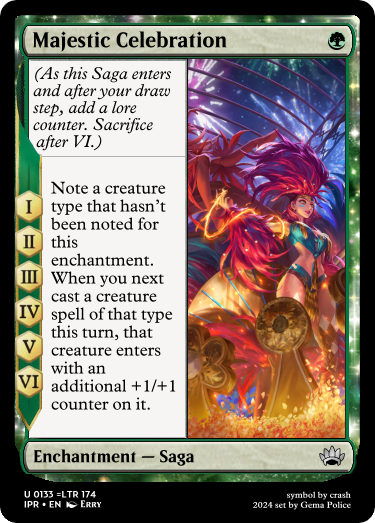 Majestic Celebration
(As this Saga enters
and after your draw
step, add a lore
counter. Sacrifice
after VI.)
I
II
III
IV
V
VI
Note a creature
type that hasn't
been noted for
this
enchantment.
When you next
cast a creature
spell of that type
this turn, that
creature enters
with an
additional +1/+1
counter on it.
Enchantment — Saga
U 0133 =LTR 174
IPR • EN Erry
symbol by crash
2024 set by Gema Police